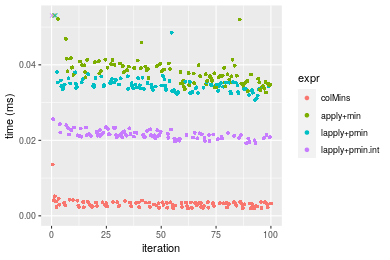 time (ms)
0.04
0.02
0.00
0
25
50
75
100
iteration
expr
colMins
apply+min
lapply+pmin
lapply+pmin.int